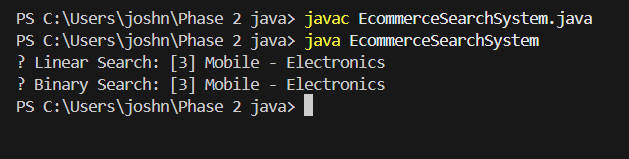 PS C:\Users\joshn\Phase 2 java> javac EcommerceSearchSystem.java
PS C:\Users\joshn\Phase 2 java> java EcommerceSearchSystem
? Linear Search: [3] Mobile - Electronics
? Binary Search: [3] Mobile - Electronics
PS C:\Users\joshn\Phase 2 java>